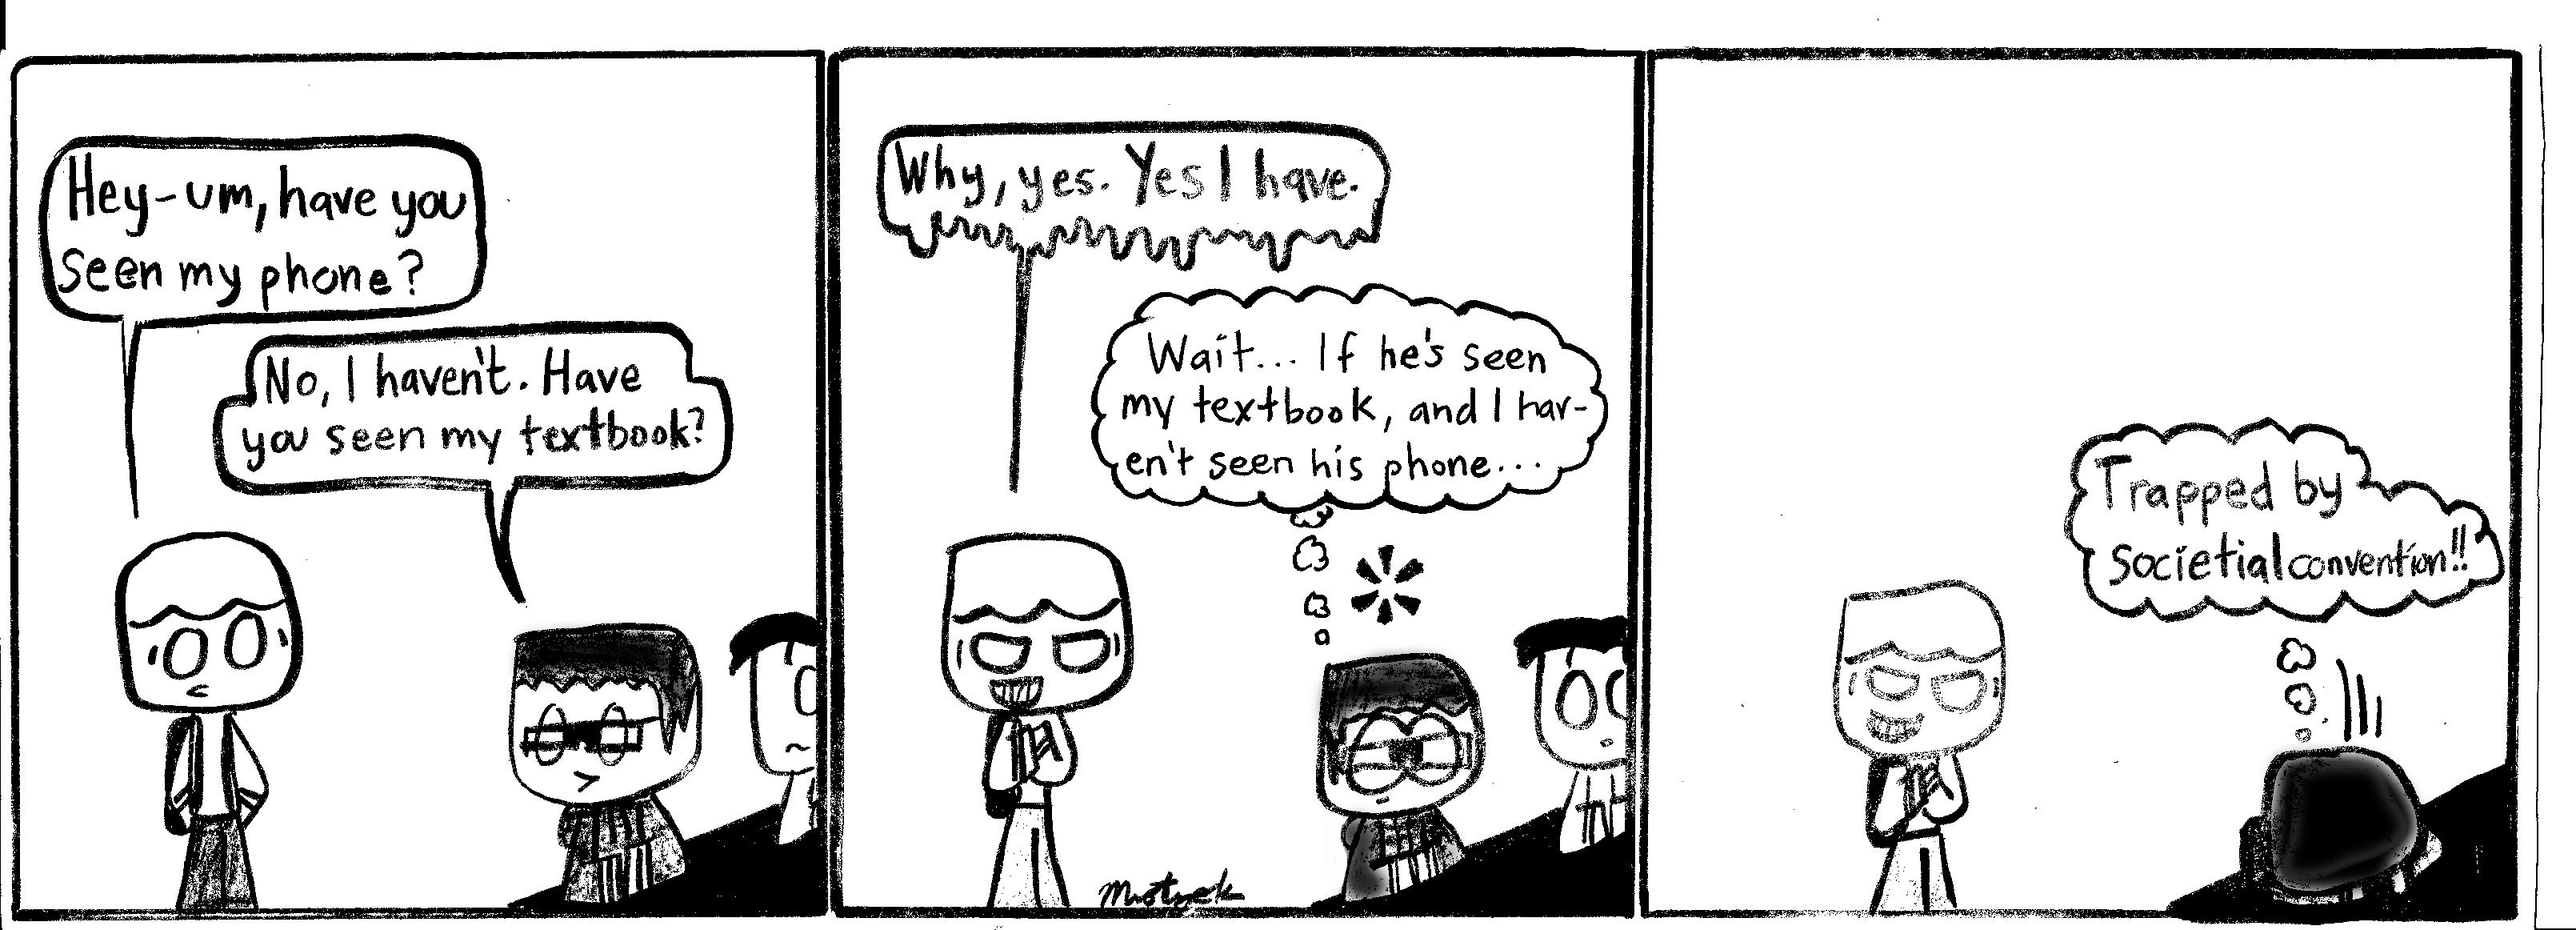 Hey-um, have you
seen my phone?
No, I haven't. Have
you seen my textbook?
Why, yes. Yes I have.
Wait... If he's seen
my textbook, and I hav-
en't seen his phone...
Trapped by
societial convention!!